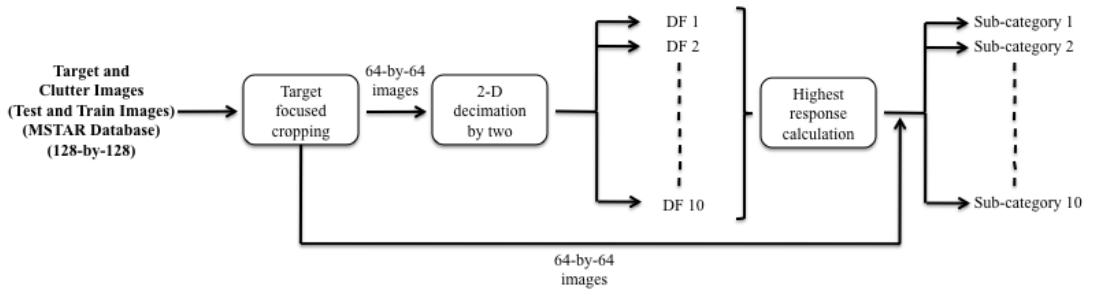 Target and
Clutter Images
(Test and Train Images)
(MSTAR Database)
(128-by-128)
Target
focused
cropping
64-by-64
images
2-D
decimation
by two
DF 1
DF 2
DF 10
Highest
response
calculation
Sub-category 1
Sub-category 2
Sub-category 10
64-by-64
images